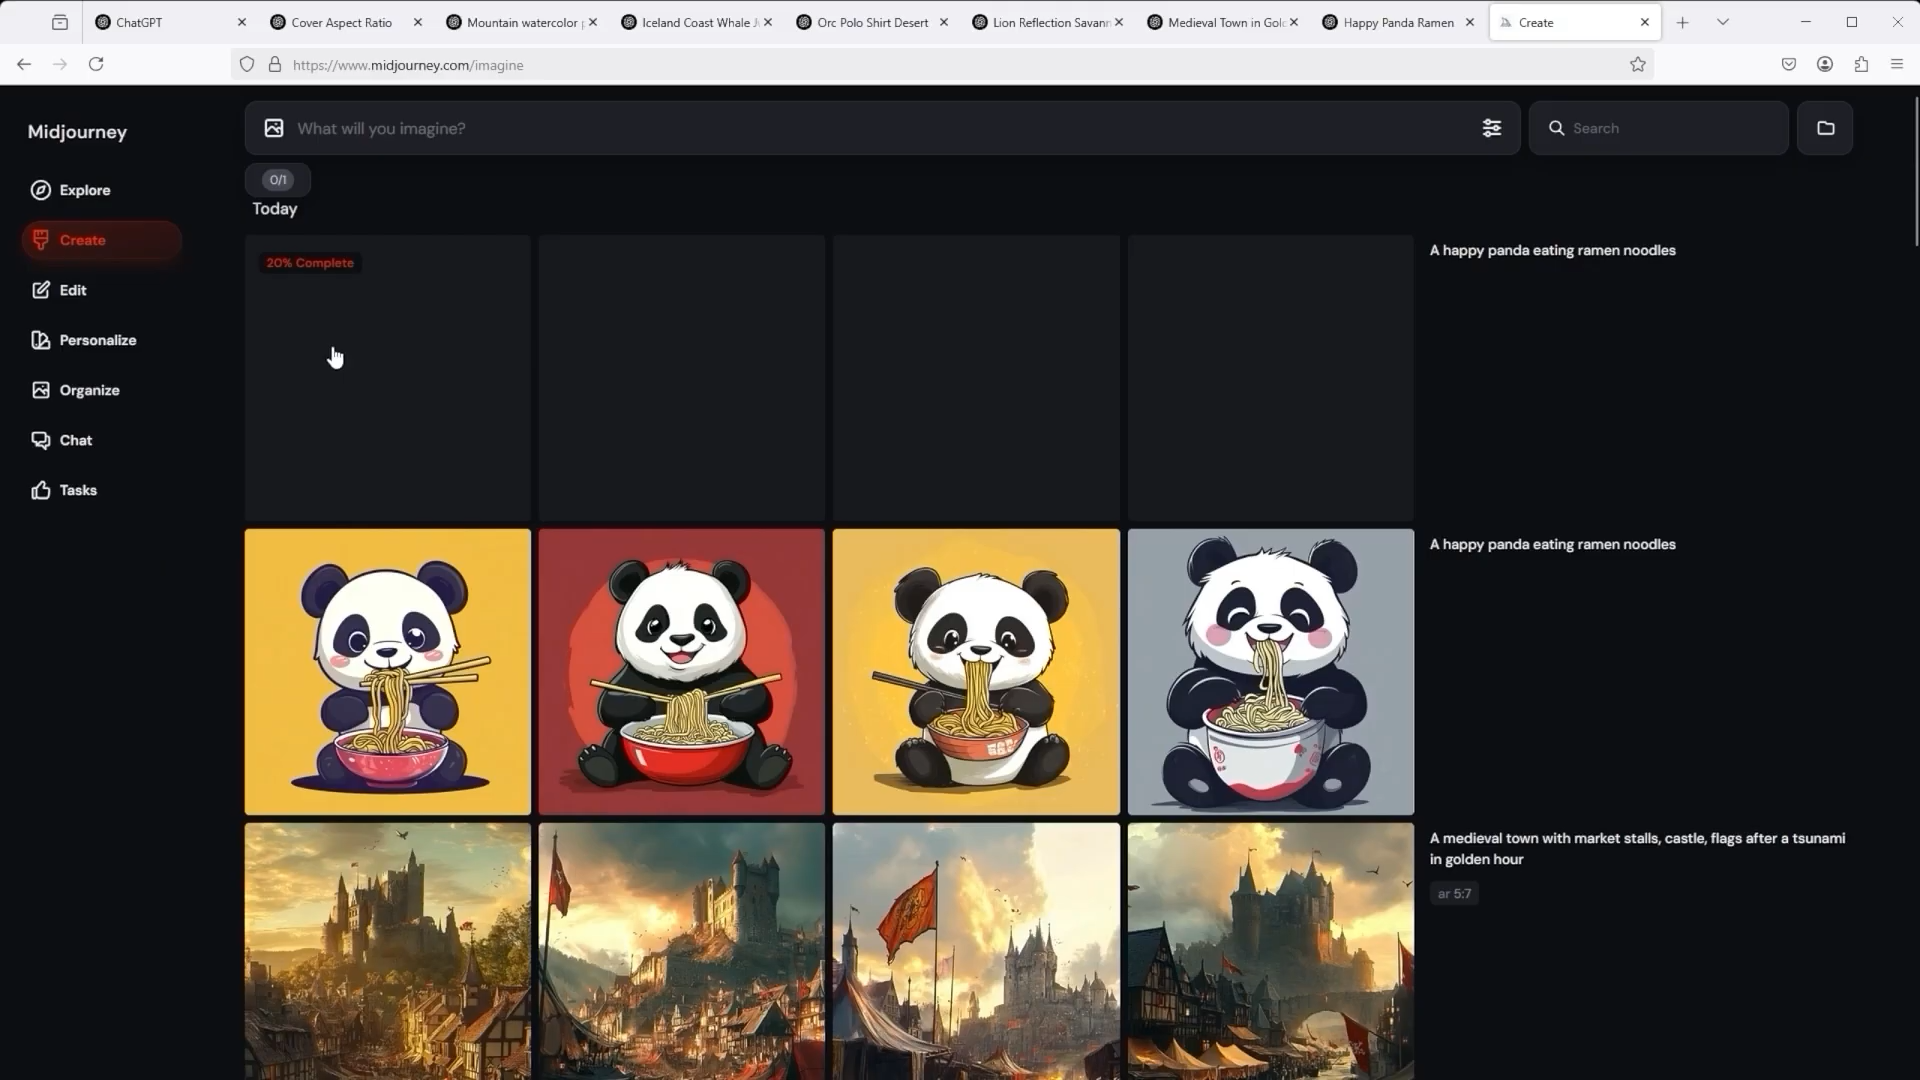 ChatGPT
Cover Aspect Ratio
Mountain watercolor
Iceland Coast Whale
Orc Polo Shirt Desert
Lion Reflection Savann
Medieval Town in Gol
Happy Panda Ramen
Create
https://www.midjourney.com/imagine
Midjourney
What will you imagine?
Search
0/1
Today
Explore
Create
Edit
Personalize
Organize
Chat
Tasks
20% Complete
A happy panda eating ramen noodles
A happy panda eating ramen noodles
A medieval town with market stalls, castle, flags after a tsunami
in golden hour
ar 5:7